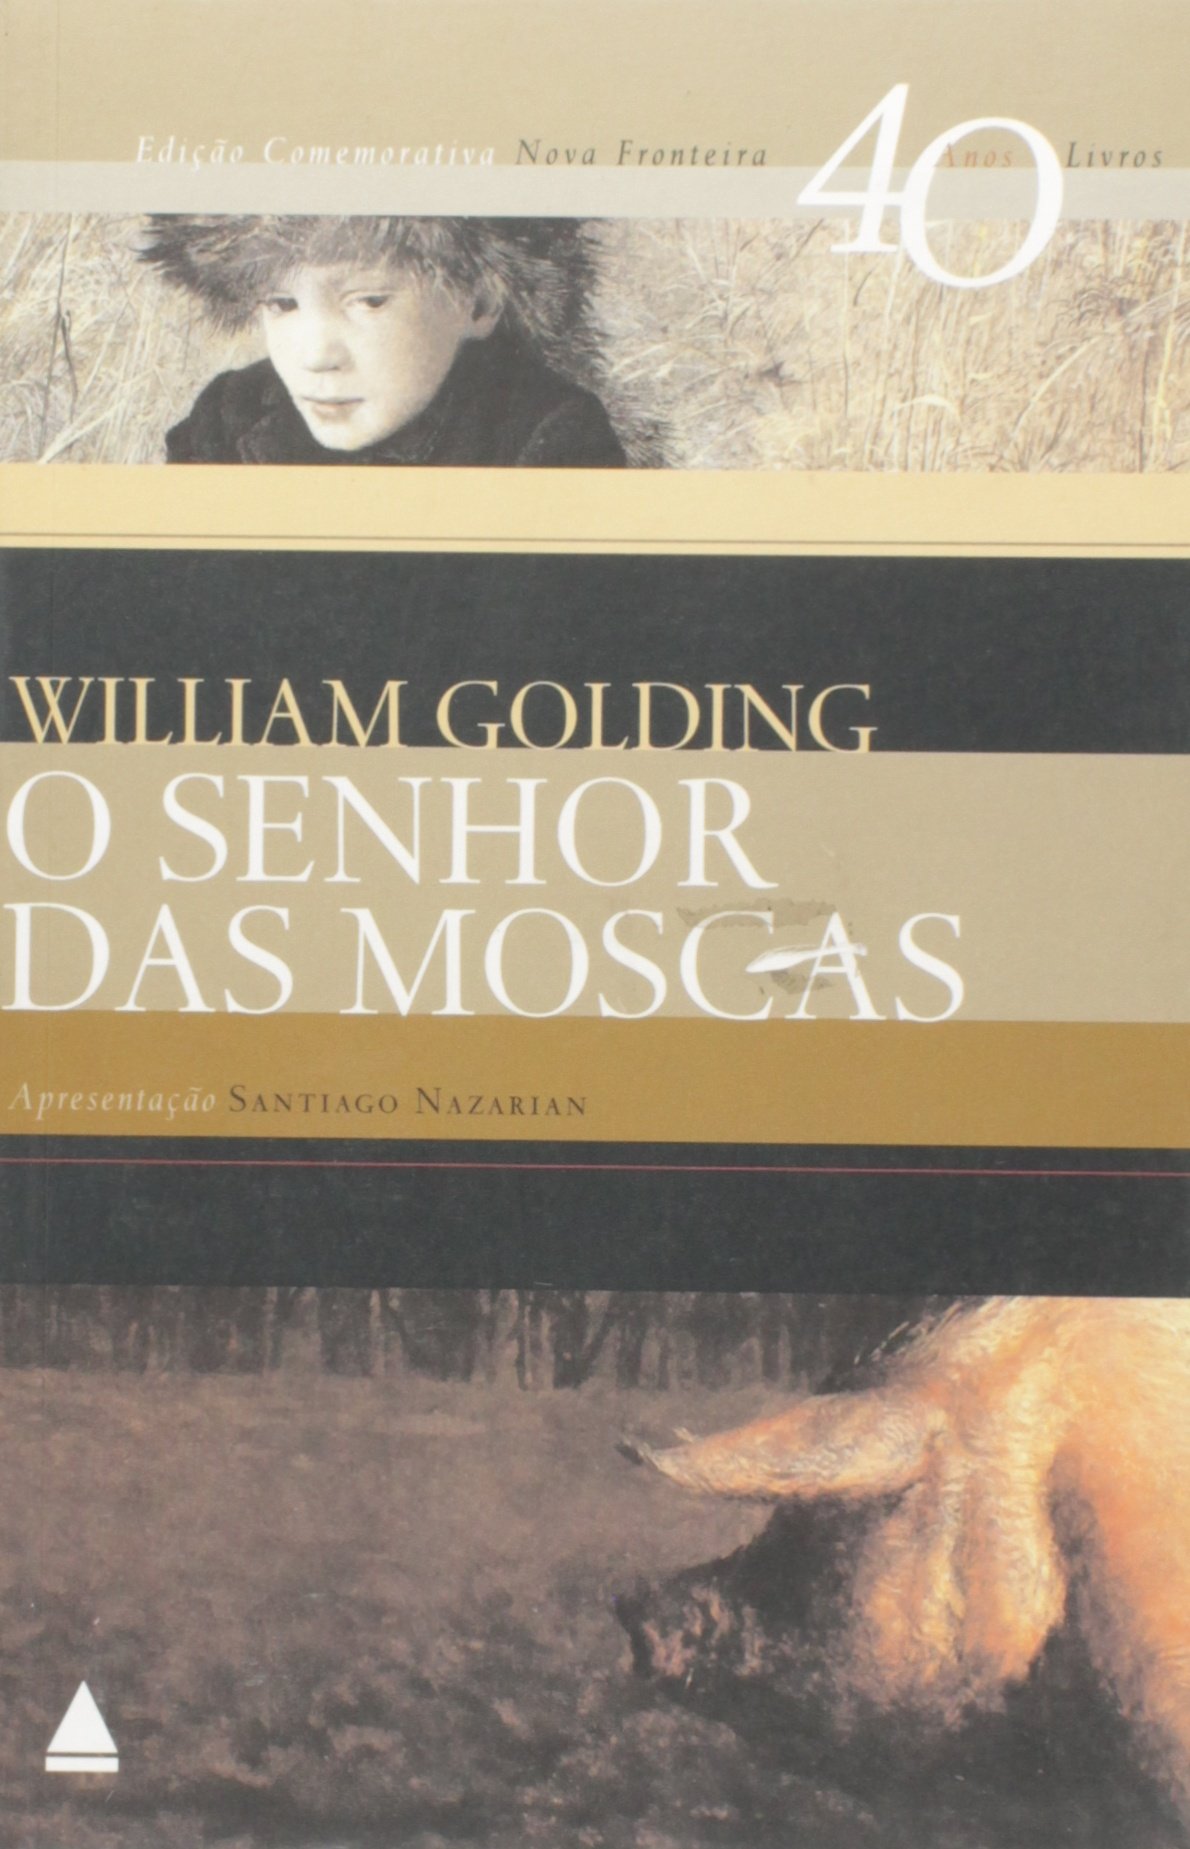 Edição Comemorativa Nova Fronteira 40 Anos Livros
WILLIAM GOLDING
O SENHOR
DAS MOSCAS
Apresentação SANTIAGO NAZARIAN